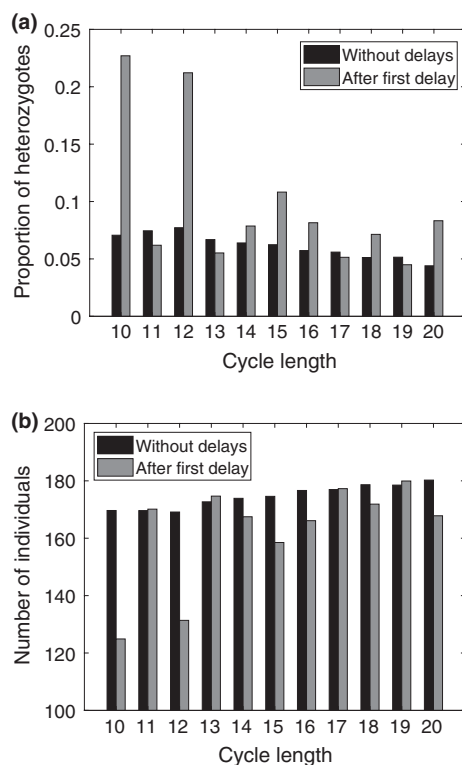 (a)
0.25
0.2
0.15
0.1
0.05
0
Proportion of heterozygotes
Without delays
After first delay
10 11 12 13 14 15 16 17 18 19 20
Cycle length
(b)
200
180
160
140
120
100
Number of individuals
Without delays
After first delay
10 11 12 13 14 15 16 17 18 19 20
Cycle length